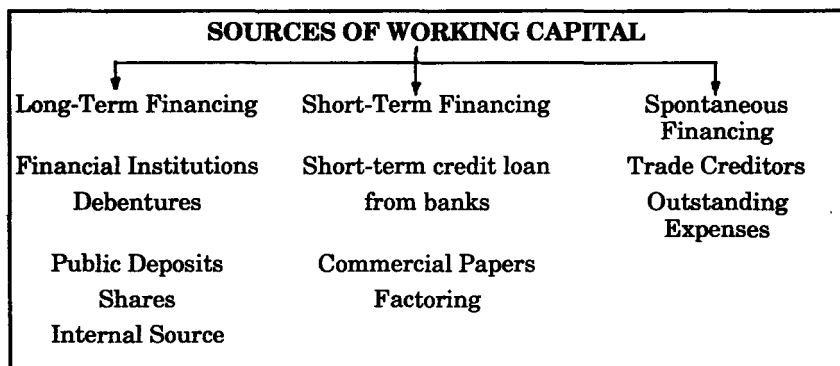 SOURCES OF WORKING CAPITAL
Long-Term Financing
Financial Institutions
Debentures
Public Deposits
Shares
Internal Source
Short-Term Financing
Short-term credit loan
from banks
Commercial Papers
Factoring
Spontaneous
Financing
Trade Creditors
Outstanding
Expenses